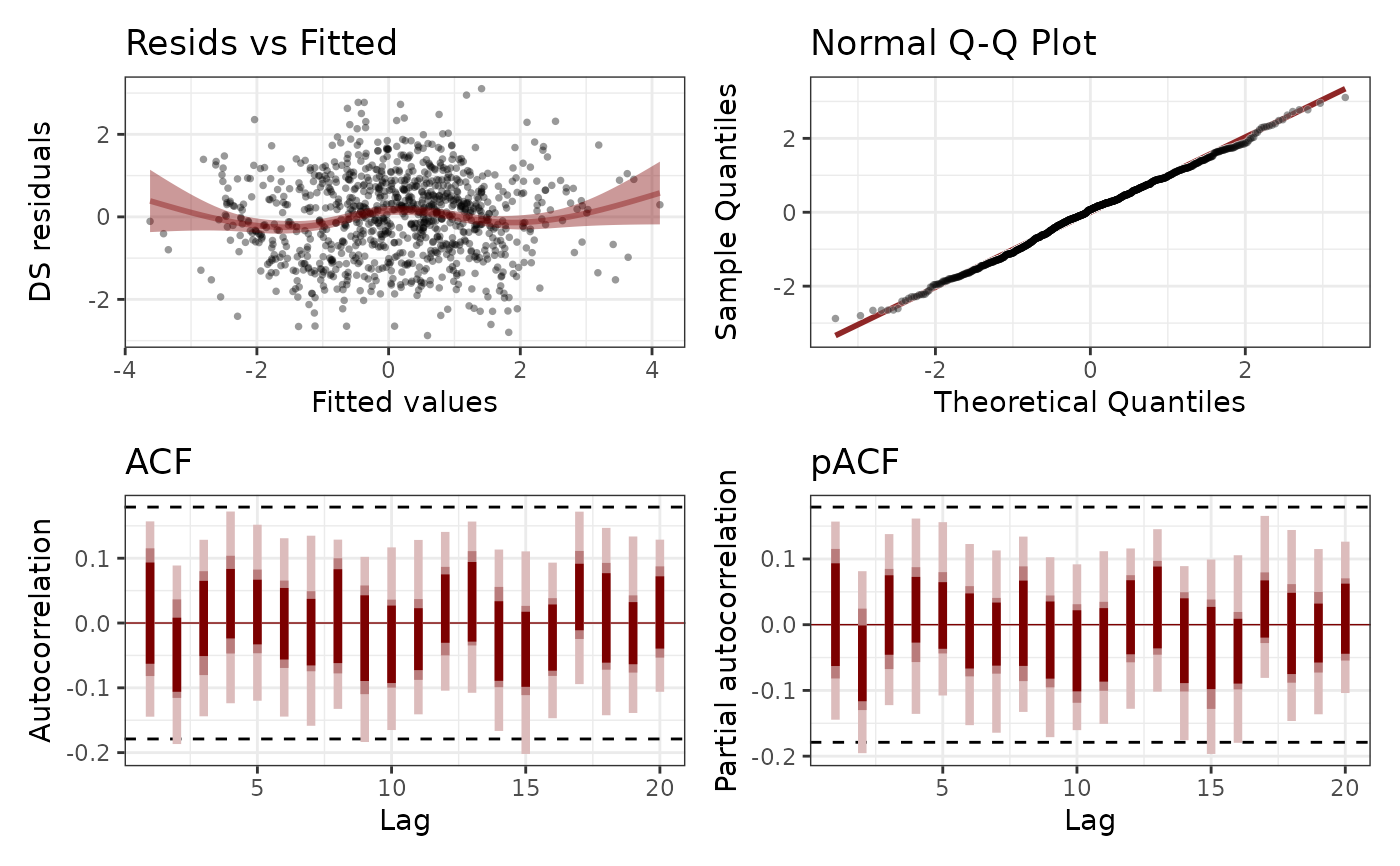 Resids vs Fitted
DS residuals
2
0
-2
-4
-2
0
2
4
Fitted values
Normal Q-Q Plot
Sample Quantiles
2
0
-2
-2
0
2
Theoretical Quantiles
ACF
Autocorrelation
0.1
0.0
-0.1
-0.2
5
10
15
20
Lag
pACF
Partial autocorrelation
0.1
0.0
-0.1
-0.2
5
10
15
20
Lag